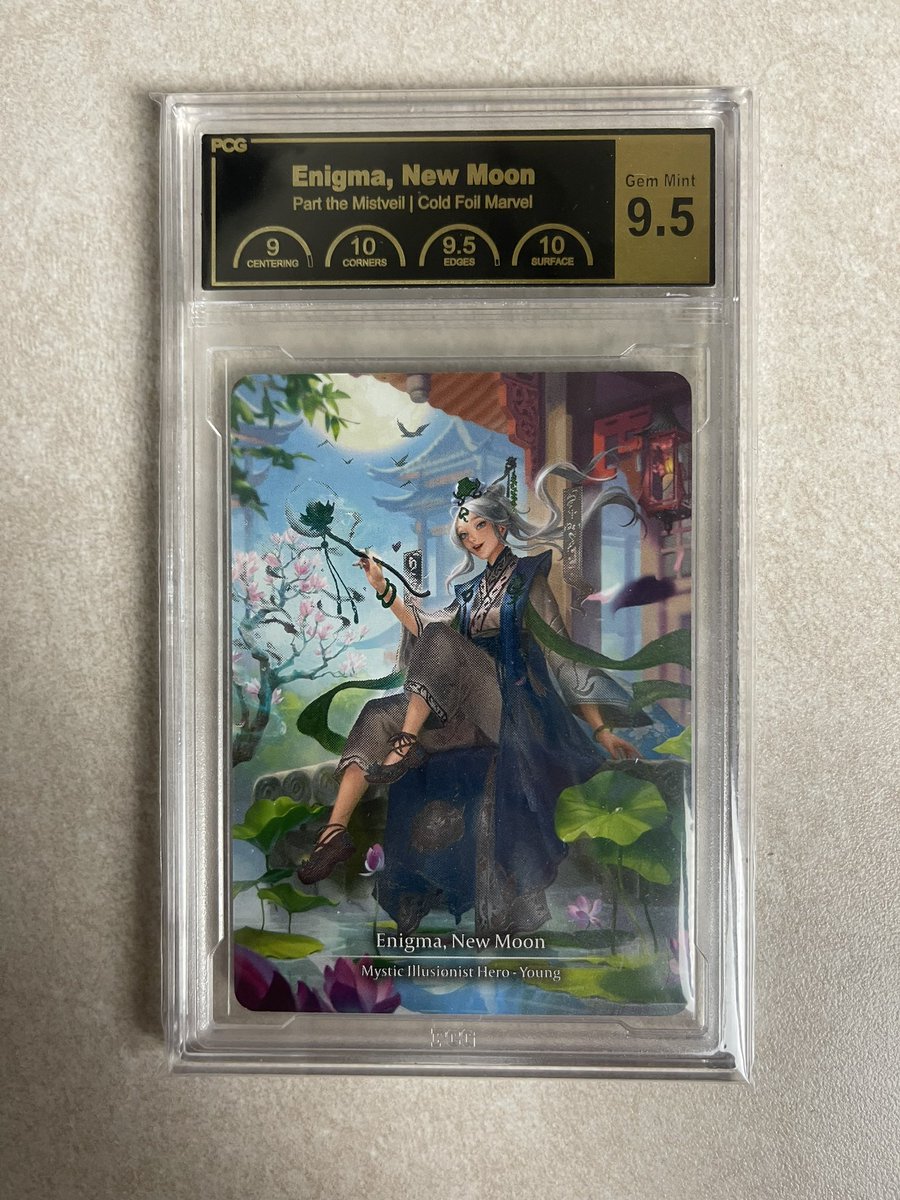 PCG
Enigma, New Moon
Part the Mistveil | Cold Foil Marvel
9
CENTERING
10
CORNERS
9.5
EDGES
10
SURFACE
Gem Mint
9.5
Enigma, New Moon
Mystic Illusionist Hero - Young
PCG